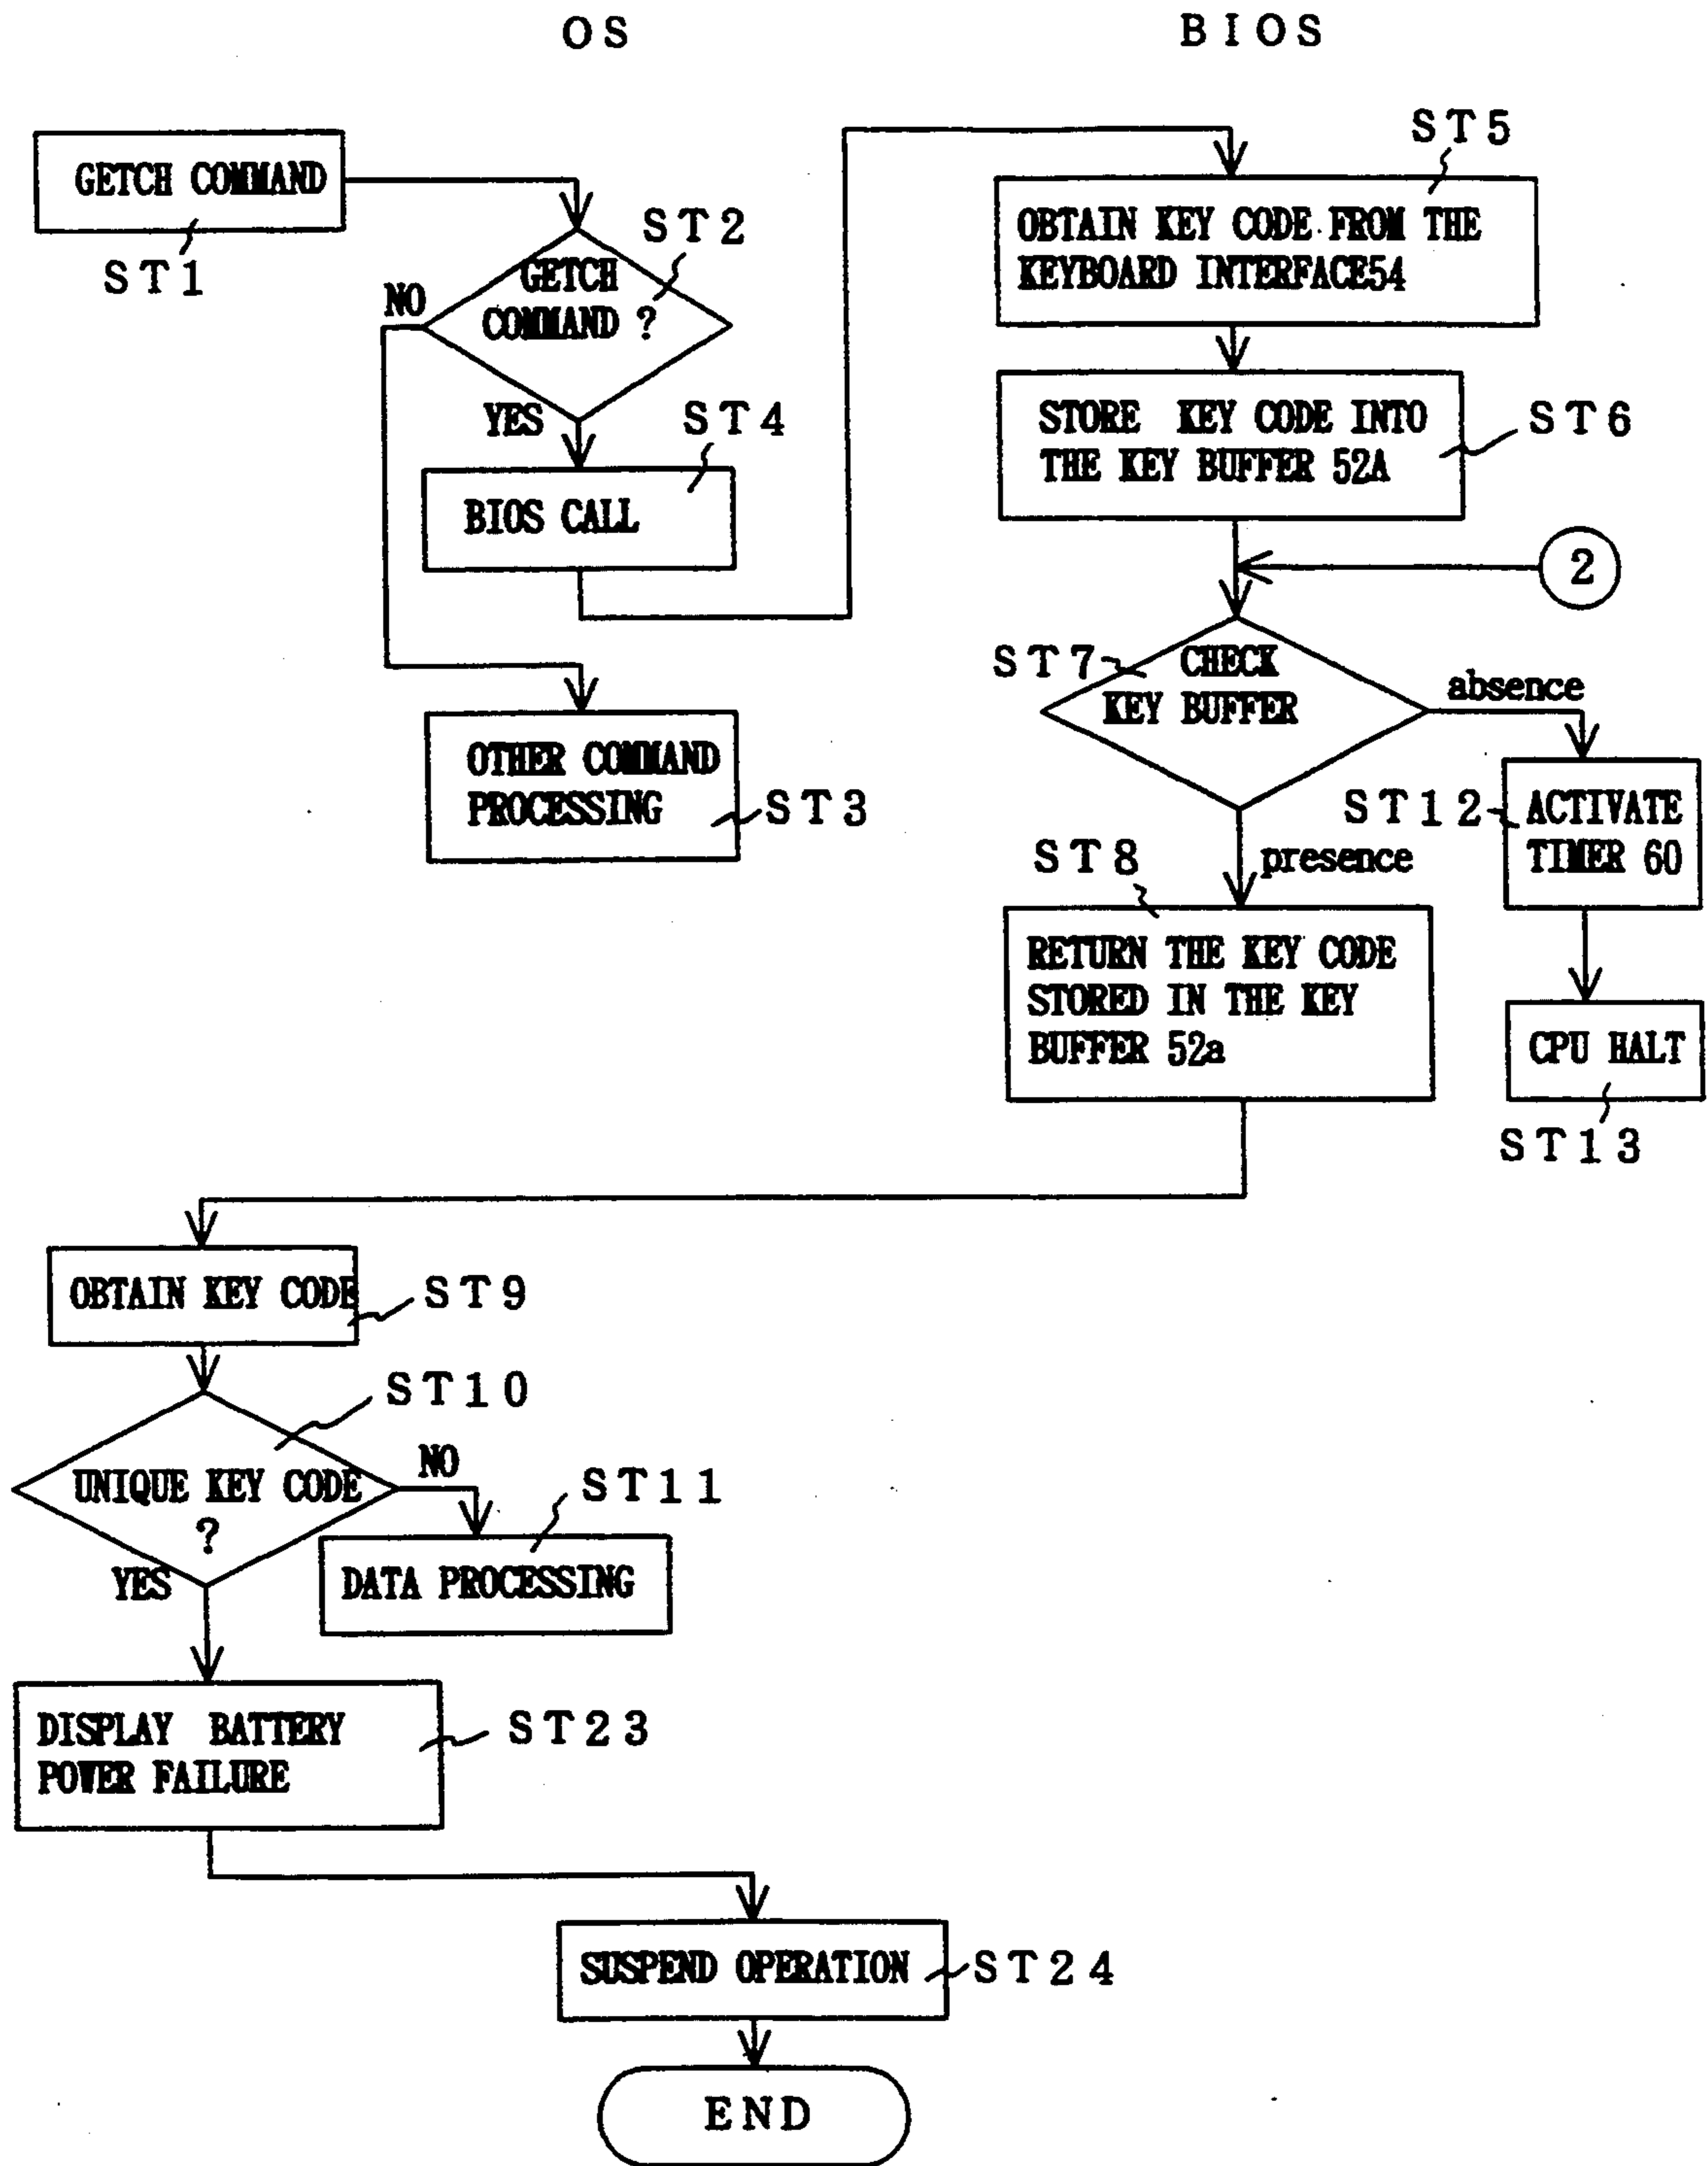 OS
BIOS
GETCH COMMAND
ST1
ST2
GETCH
COMMAND ?
NO
YES
ST4
BIOS CALL
OTHER COMMAND
PROCESSING
ST3
ST5
OBTAIN KEY CODE FROM THE
KEYBOARD INTERFACE54
STORE KEY CODE INTO
THE KEY BUFFER 52A
ST6
2
ST7
CHECK
KEY BUFFER
absence
ST12
ACTIVATE
TIMER 60
ST8
presence
RETURN THE KEY CODE
STORED IN THE KEY
BUFFER 52a
CPU HALT
ST13
OBTAIN KEY CODE
ST9
ST10
UNIQUE KEY CODE
?
NO
ST11
YES
DATA PROCESSING
DISPLAY BATTERY
POWER FAILURE
ST23
SUSPEND OPERATION
ST24
END